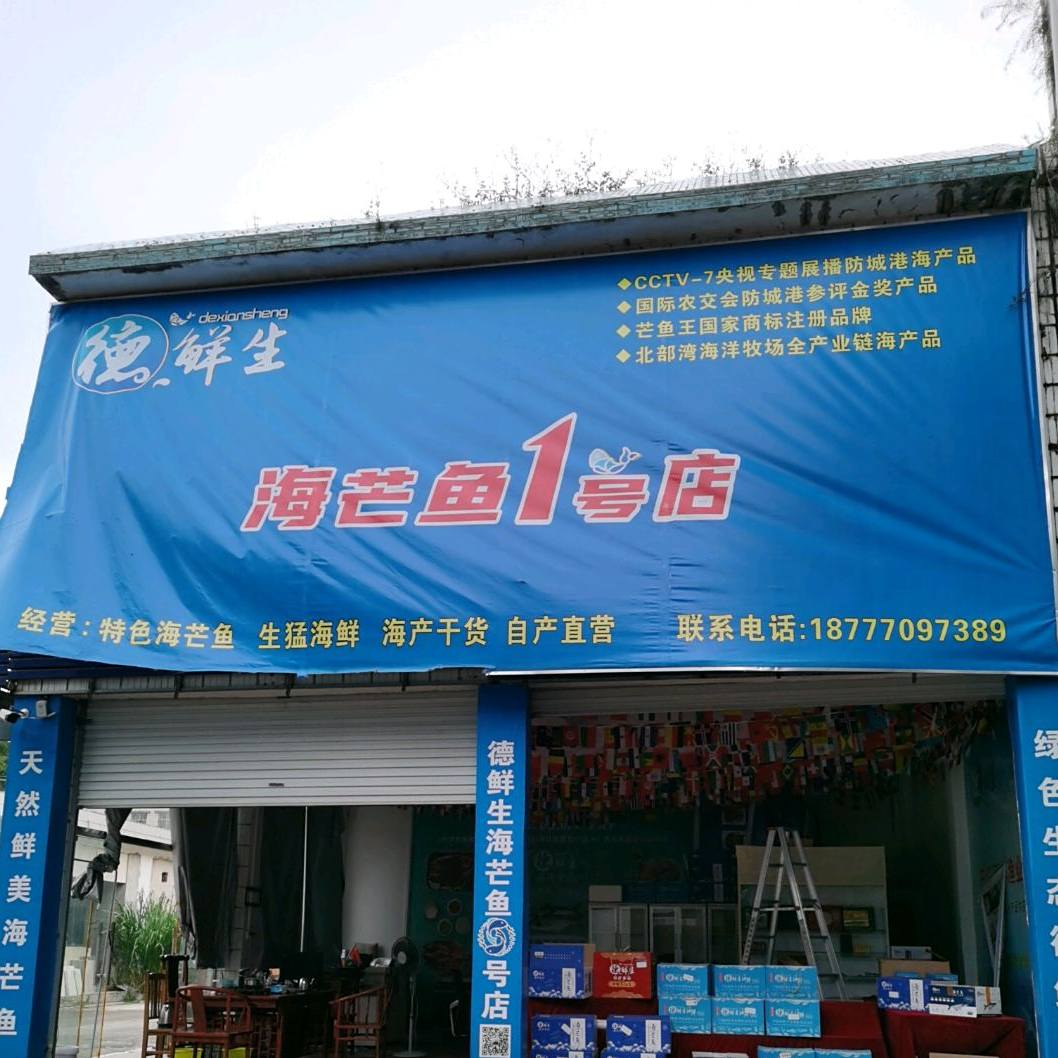 德鲜生
dexiansheng
◆CCTV-7央视专题展播防城港海产品
◆国际农交会防城港参评金奖产品
◆芒鱼王国家商标注册品牌
◆北部湾海洋牧场全产业链海产品
海芒鱼1号店
经营：特色海芒鱼 生猛海鲜 海产干货 自产直营
联系电话:18777097389
天然鲜美海芒鱼
德鲜生海芒鱼号店
绿色生态